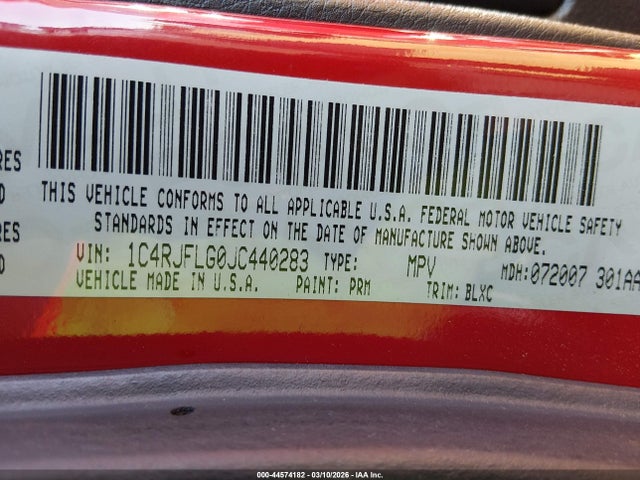 RES
D
RES
D
THIS VEHICLE CONFORMS TO ALL APPLICABLE U.S.A. FEDERAL MOTOR VEHICLE SAFETY
STANDARDS IN EFFECT ON THE DATE OF MANUFACTURE SHOWN ABOVE.
VIN: 1C4RJFLG0JC440283 TYPE: MPV MDH:072007 301AA
VEHICLE MADE IN U.S.A. PAINT: PRM TRIM: BLXC
000-44574182 - 03/10/2026 - IAA Inc.